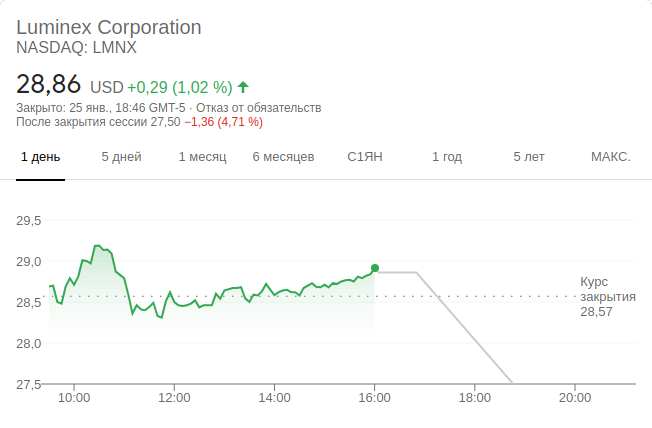 Luminex Corporation
NASDAQ: LMNX
28,86 USD +0,29 (1,02 %)
Закрыто: 25 янв., 18:46 GMT-5 · Отказ от обязательств
После закрытия сессии 27,50 −1,36 (4,71 %)
1 день 5 дней 1 месяц 6 месяцев С1ЯН 1 год 5 лет МАКС.
29,5
29,0
28,5
28,0
27,5
Курс
закрытия
28,57
10:00 12:00 14:00 16:00 18:00 20:00